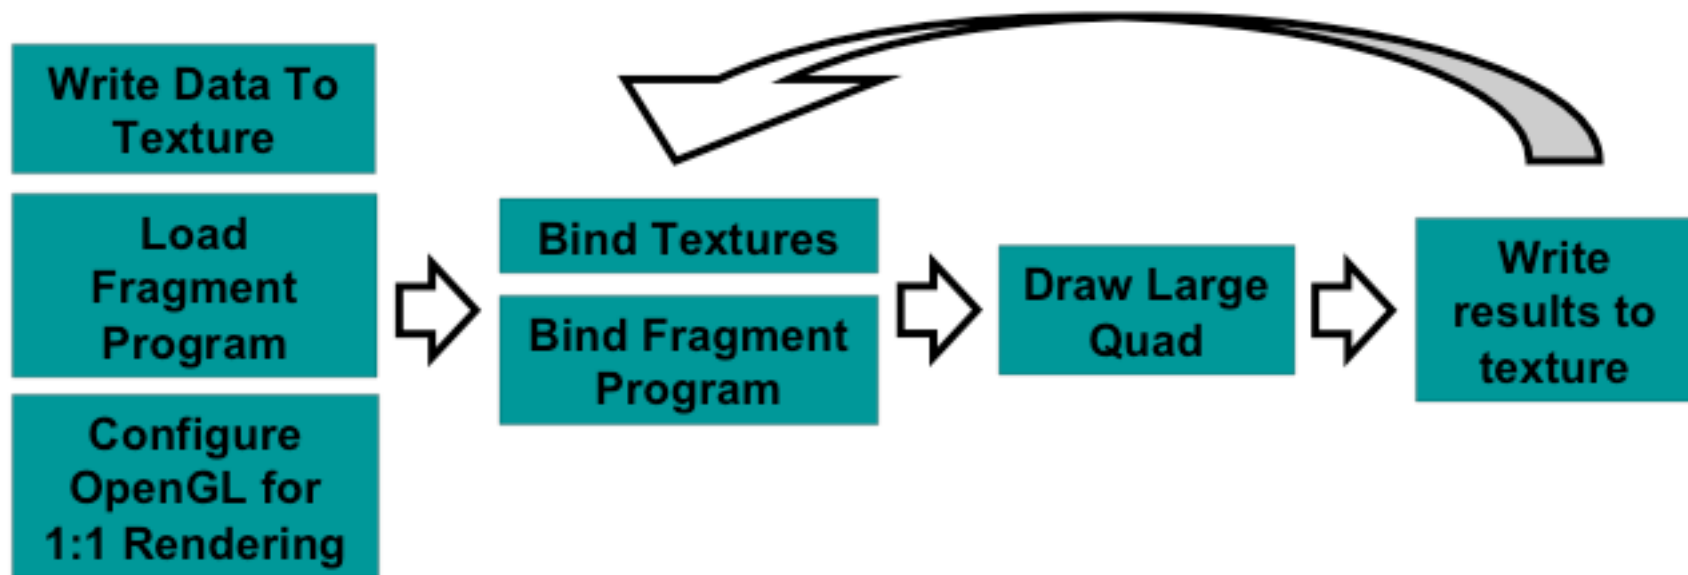 Write Data To
Texture
Load
Fragment
Program
Configure
OpenGL for
1:1 Rendering
Bind Textures
Bind Fragment
Program
Draw Large
Quad
Write
results to
texture